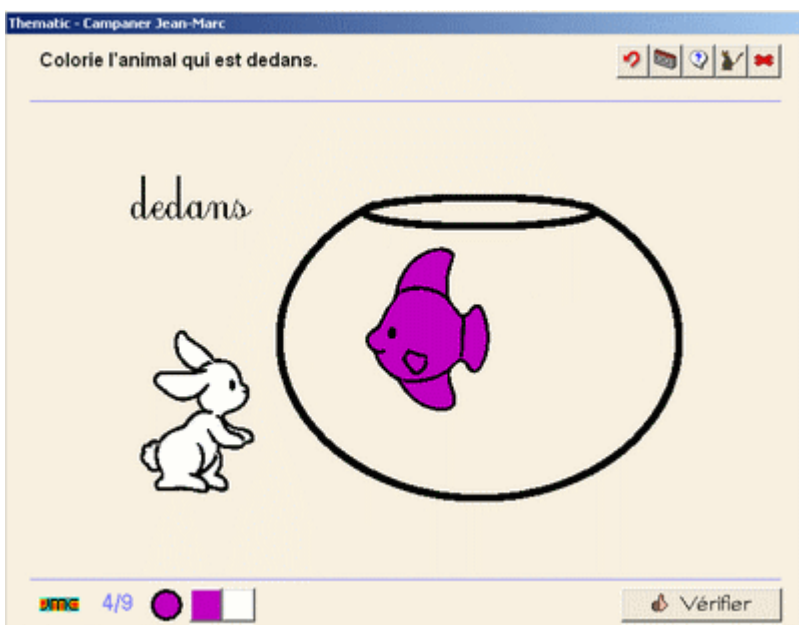 Thematic - Campaner Jean-Marc
Colorie l'animal qui est dedans.
dedans
4/9
Vérifier